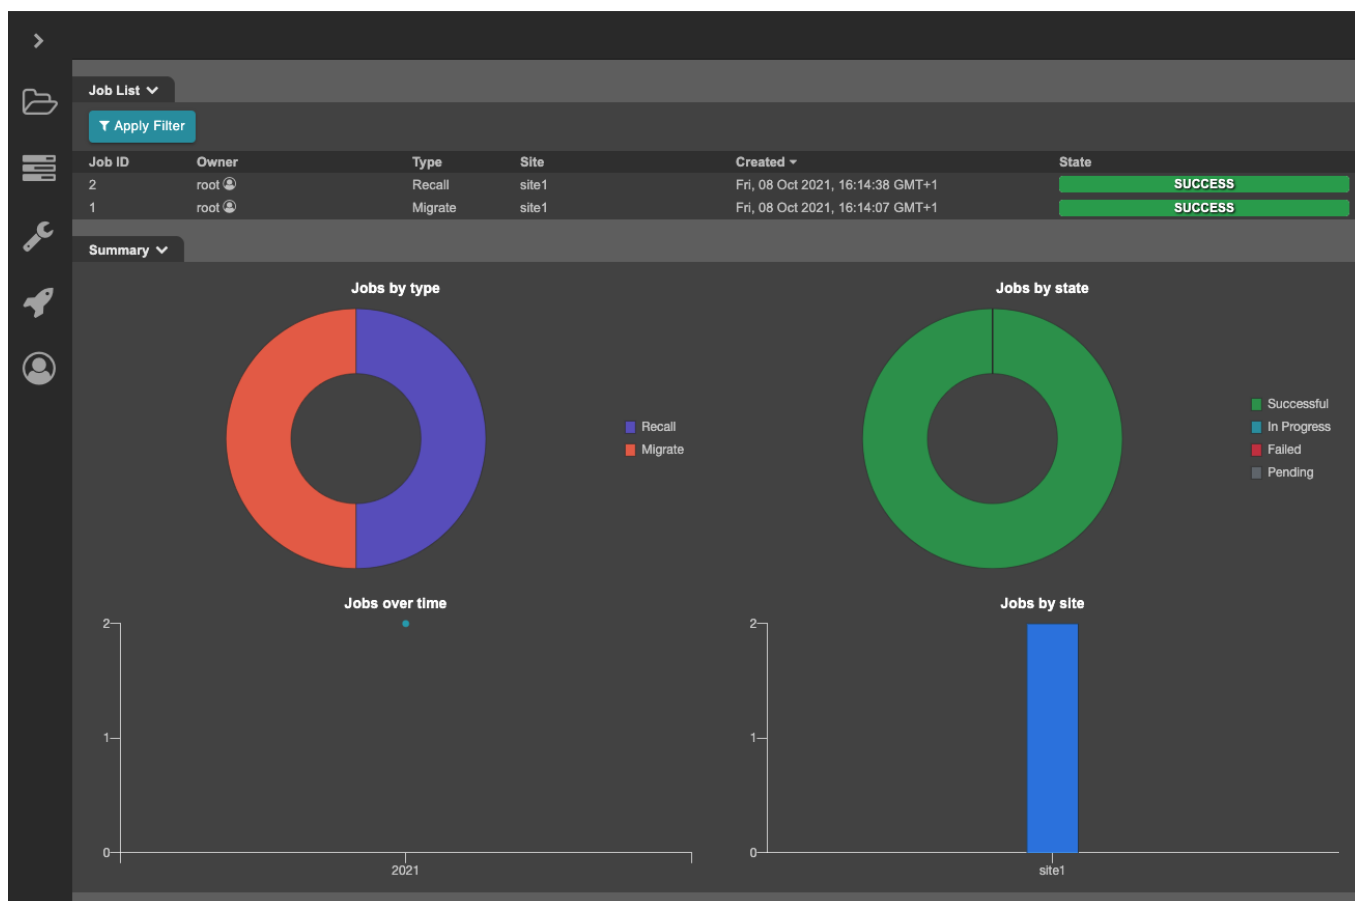 Job List
Apply Filter
Job ID Owner Type Site Created State
2 root Recall site1 Fri, 08 Oct 2021, 16:14:38 GMT+1 SUCCESS
1 root Migrate site1 Fri, 08 Oct 2021, 16:14:07 GMT+1 SUCCESS
Summary
Jobs by type
Recall
Migrate
Jobs by state
Successful
In Progress
Failed
Pending
Jobs over time
2
1
0
2021
Jobs by site
2
1
0
site1